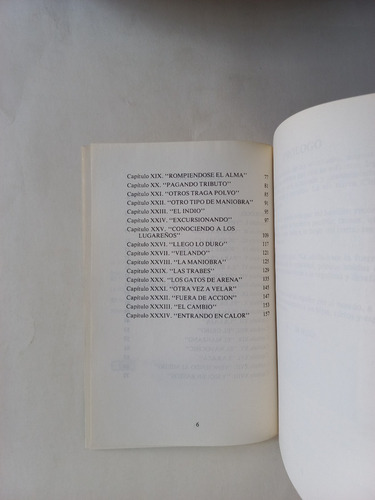 Capítulo XIX. "ROMPIENDOSE EL ALMA" 77
Capítulo XX. "PAGANDO TRIBUTO" 81
Capítulo XXI. "OTROS TRAGA POLVO" 83
Capítulo XXII. "OTRO TIPO DE MANIOBRA" 91
Capítulo XXIII. "EL INDIO" 95
Capítulo XXIV. "EXCURSIONANDO" 97
Capítulo XXV. "CONOCIENDO A LOS
LUGAREÑOS" 109
Capítulo XXVI. "LLEGO LO DURO" 117
Capítulo XXVII. "VELANDO" 121
Capítulo XXVIII. "LA MANIOBRA" 125
Capítulo XXIX. "LAS TRABES" 129
Capítulo XXX. "LOS GATOS DE ARENA" 135
Capítulo XXXI. "OTRA VEZ A VELAR" 145
Capítulo XXXII. "FUERA DE ACCION" 147
Capítulo XXXIII. "EL CAMBIO" 153
Capítulo XXXIV. "ENTRANDO EN CALOR" 157
6